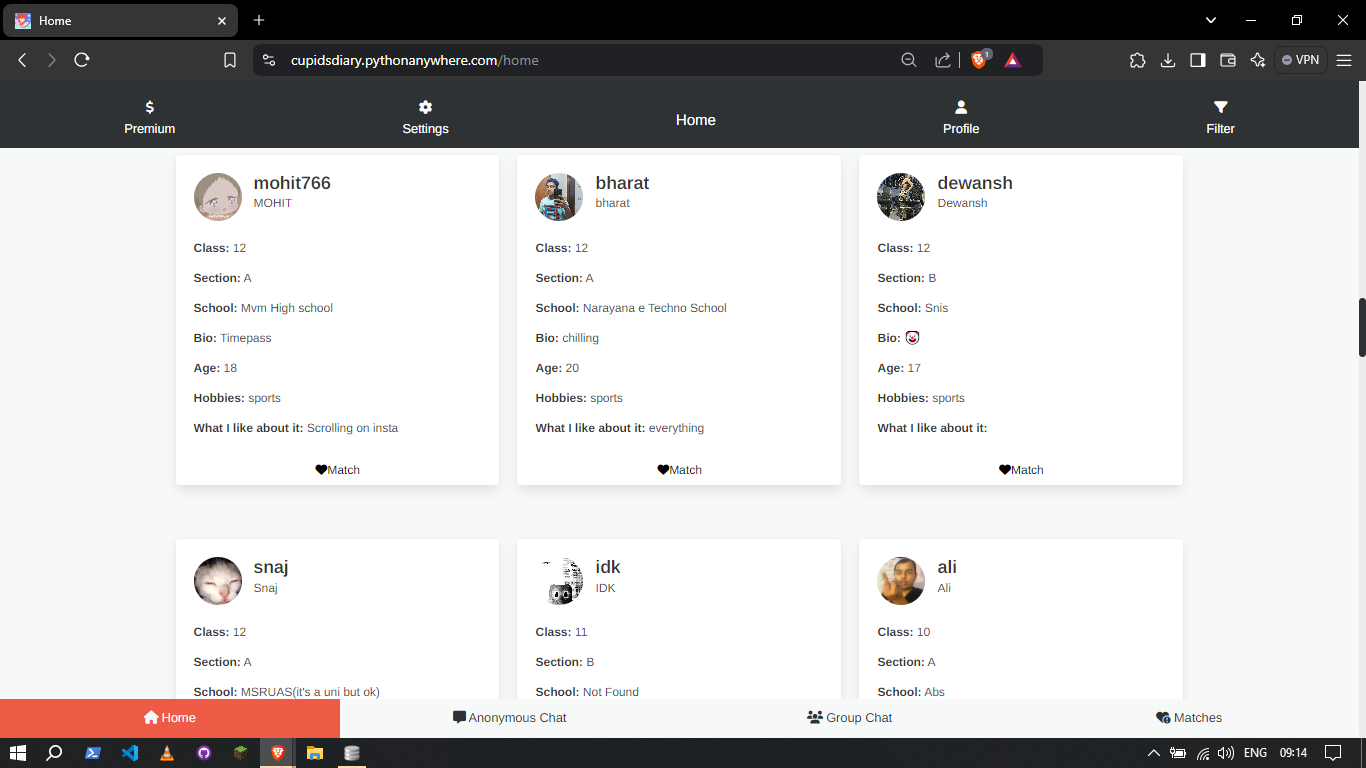 Home
cupidsdiary.pythonanywhere.com/home
1
VPN
$
Premium
Settings
Home
Profile
Filter
mohit766
MOHIT
Class: 12
Section: A
School: Mvm High school
Bio: Timepass
Age: 18
Hobbies: sports
What I like about it: Scrolling on insta
Match
bharat
bharat
Class: 12
Section: A
School: Narayana e Techno School
Bio: chilling
Age: 20
Hobbies: sports
What I like about it: everything
Match
dewansh
Dewansh
Class: 12
Section: B
School: Snis
Bio: 🤡
Age: 17
Hobbies: sports
What I like about it:
Match
snaj
Snaj
Class: 12
Section: A
School: MSRUAS(it's a uni but ok)
idk
IDK
Class: 11
Section: B
School: Not Found
ali
Ali
Class: 10
Section: A
School: Abs
Home
Anonymous Chat
Group Chat
Matches
ENG
09:14